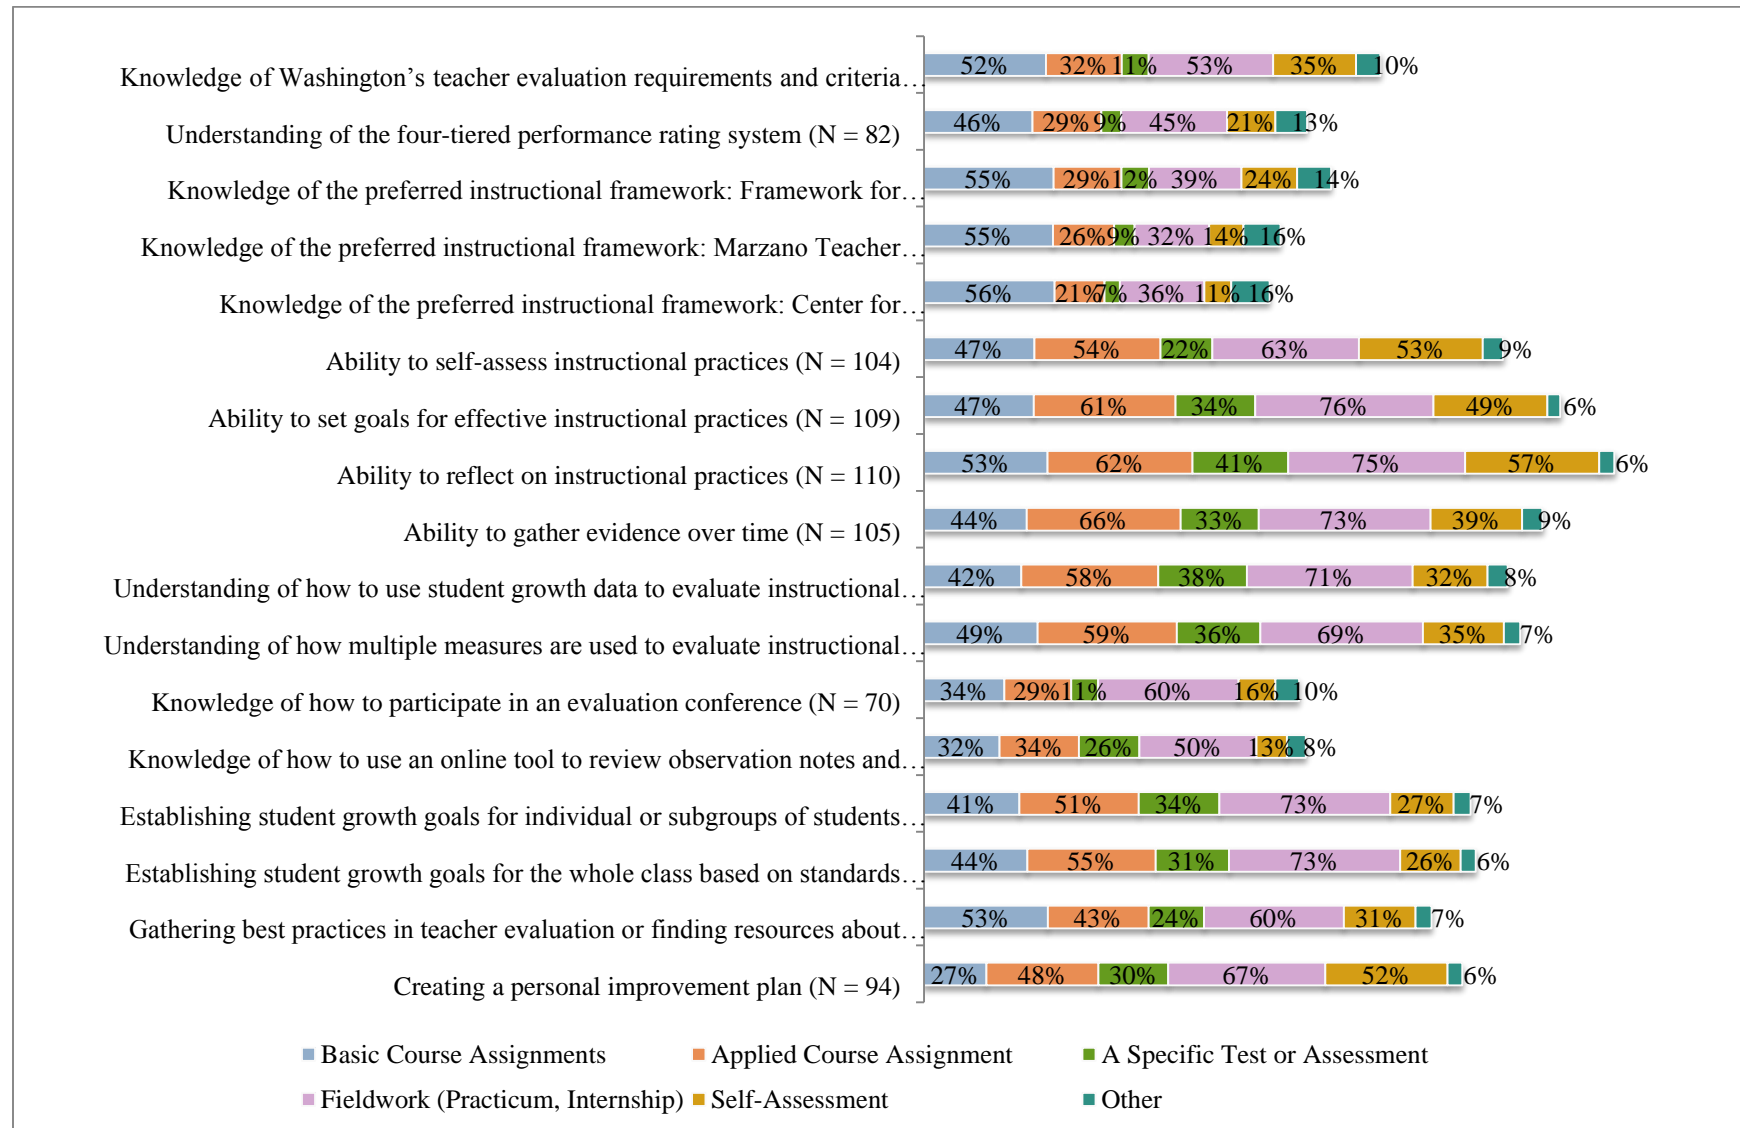 Knowledge of Washington’s teacher evaluation requirements and criteria… 52% 32% 11% 53% 35% 10%
Understanding of the four-tiered performance rating system (N = 82) 46% 29% 9% 45% 21% 13%
Knowledge of the preferred instructional framework: Framework for… 55% 29% 12% 39% 24% 14%
Knowledge of the preferred instructional framework: Marzano Teacher… 55% 26% 9% 32% 14% 16%
Knowledge of the preferred instructional framework: Center for… 56% 21% 7% 36% 11% 16%
Ability to self-assess instructional practices (N = 104) 47% 54% 22% 63% 53% 9%
Ability to set goals for effective instructional practices (N = 109) 47% 61% 34% 76% 49% 6%
Ability to reflect on instructional practices (N = 110) 53% 62% 41% 75% 57% 6%
Ability to gather evidence over time (N = 105) 44% 66% 33% 73% 39% 9%
Understanding of how to use student growth data to evaluate instructional… 42% 58% 38% 71% 32% 8%
Understanding of how multiple measures are used to evaluate instructional… 49% 59% 36% 69% 35% 7%
Knowledge of how to participate in an evaluation conference (N = 70) 34% 29% 11% 60% 16% 10%
Knowledge of how to use an online tool to review observation notes and… 32% 34% 26% 50% 13% 8%
Establishing student growth goals for individual or subgroups of students… 41% 51% 34% 73% 27% 7%
Establishing student growth goals for the whole class based on standards… 44% 55% 31% 73% 26% 6%
Gathering best practices in teacher evaluation or finding resources about… 53% 43% 24% 60% 31% 7%
Creating a personal improvement plan (N = 94) 27% 48% 30% 67% 52% 6%
Basic Course Assignments Applied Course Assignment A Specific Test or Assessment
Fieldwork (Practicum, Internship) Self-Assessment Other